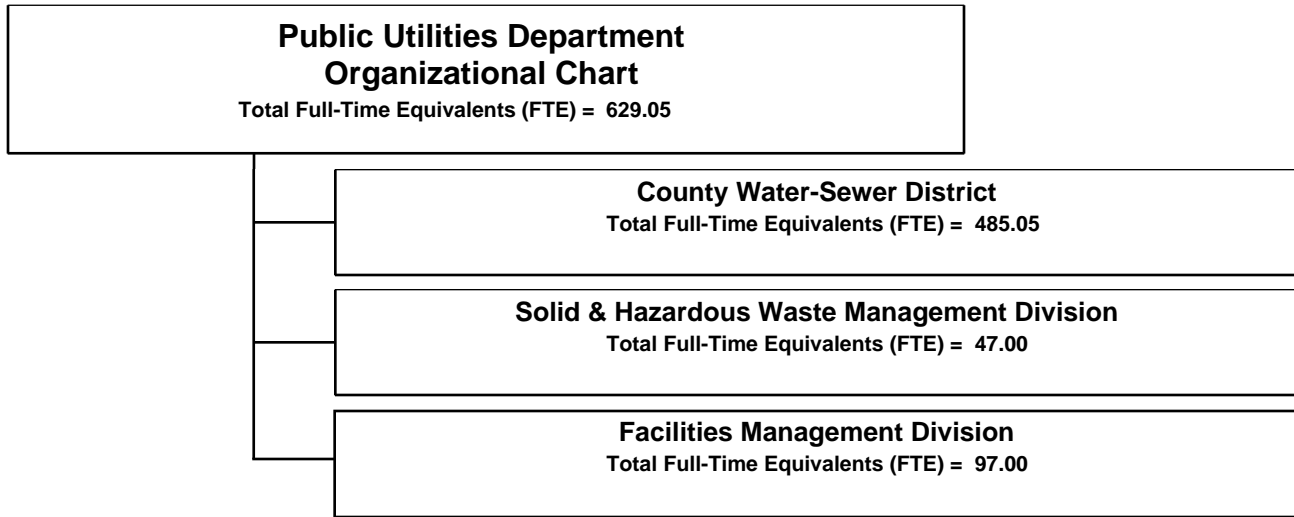 Public Utilities Department
Organizational Chart
Total Full-Time Equivalents (FTE) = 629.05
County Water-Sewer District
Total Full-Time Equivalents (FTE) = 485.05
Solid & Hazardous Waste Management Division
Total Full-Time Equivalents (FTE) = 47.00
Facilities Management Division
Total Full-Time Equivalents (FTE) = 97.00